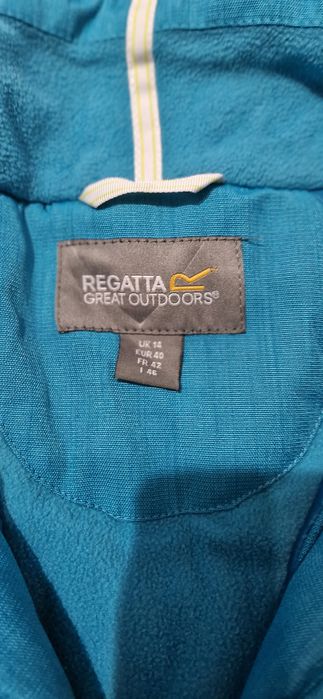 REGATTA
GREAT OUTDOORS®
UK 14
EUR 40
FR 42
I 46